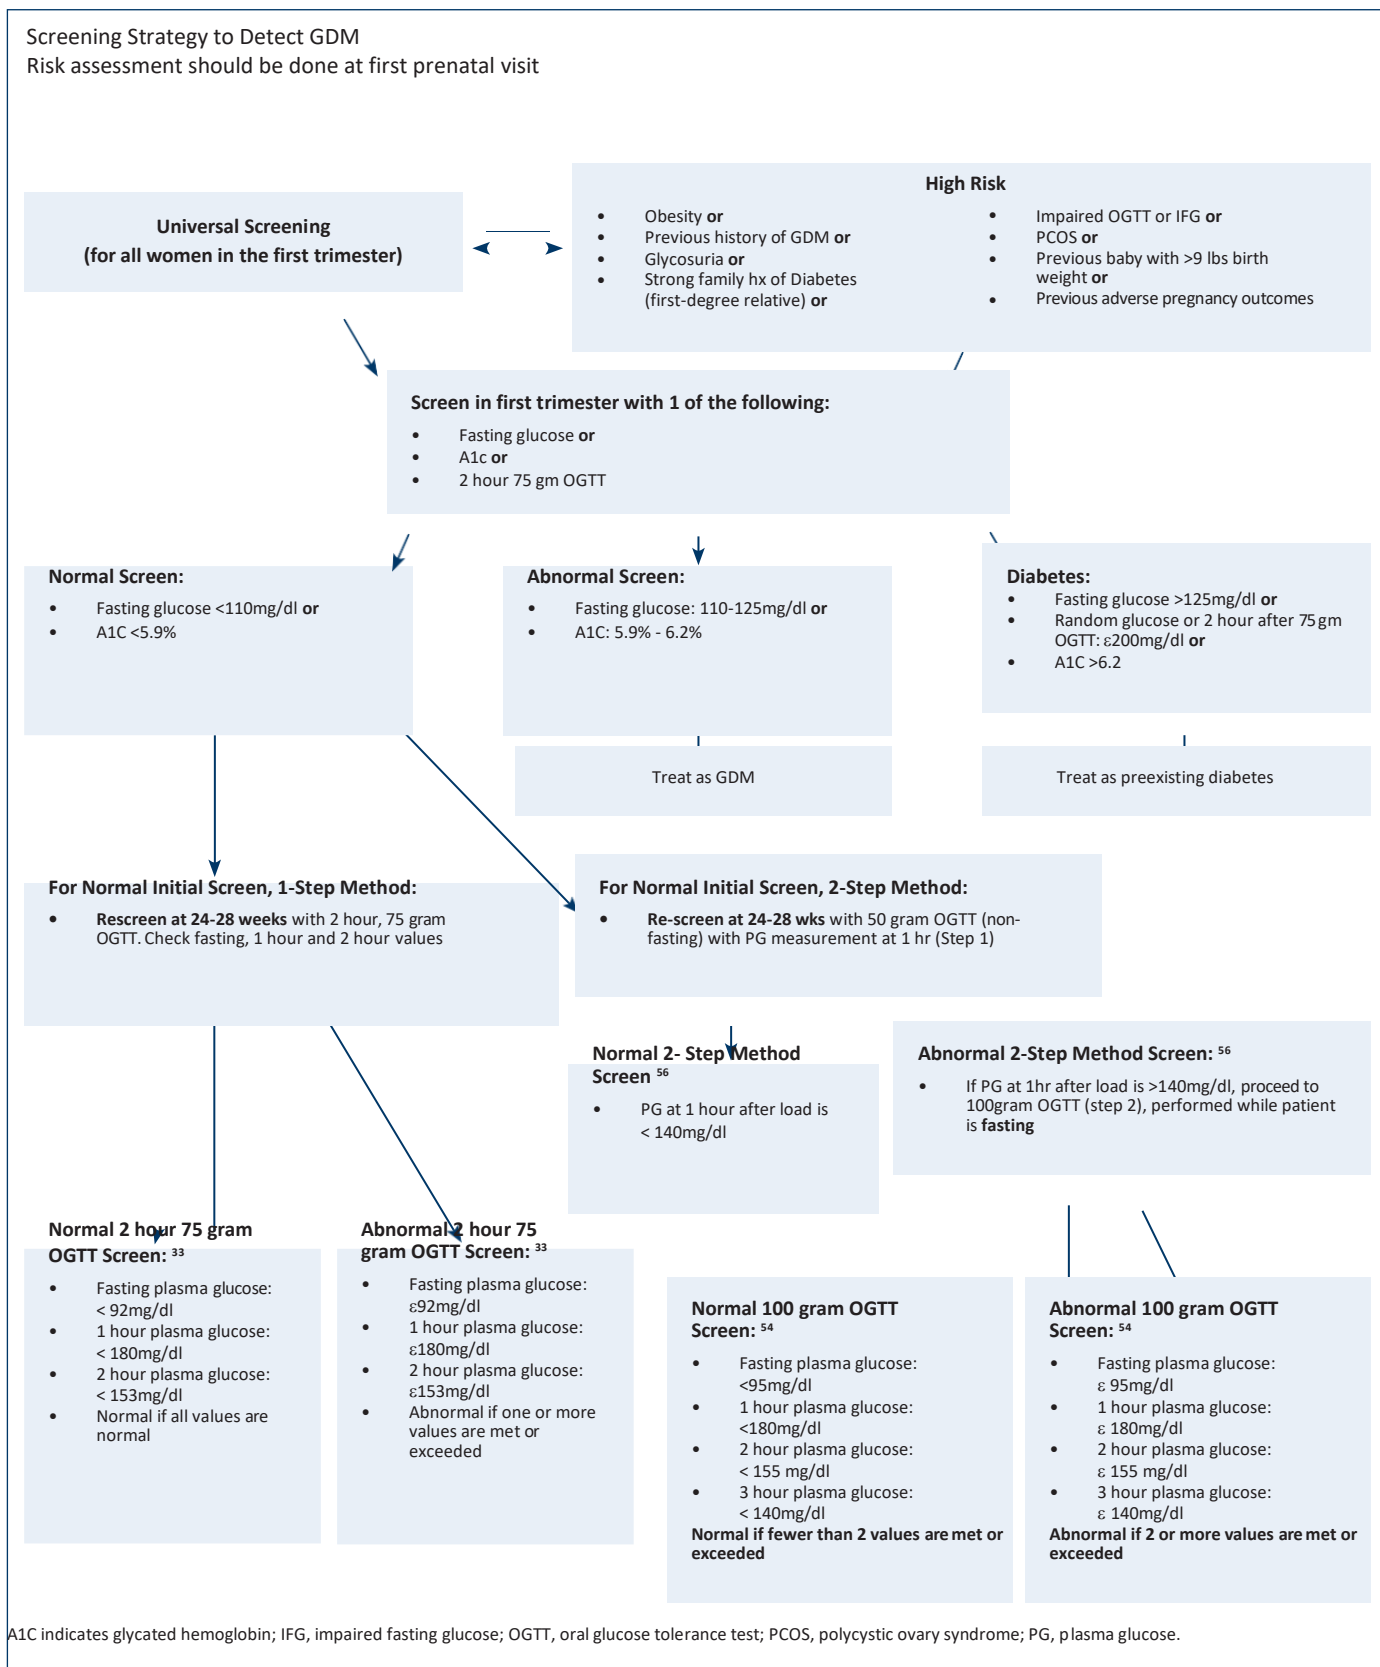 Screening Strategy to Detect GDM
Risk assessment should be done at first prenatal visit
Universal Screening
(for all women in the first trimester)
High Risk
• Obesity or
• Previous history of GDM or
• Glycosuria or
• Strong family hx of Diabetes
(first-degree relative) or
• Impaired OGTT or IFG or
• PCOS or
• Previous baby with >9 lbs birth
weight or
• Previous adverse pregnancy outcomes
Screen in first trimester with 1 of the following:
• Fasting glucose or
• A1c or
• 2 hour 75 gm OGTT
Normal Screen:
• Fasting glucose <110mg/dl or
• A1C <5.9%
Abnormal Screen:
• Fasting glucose: 110-125mg/dl or
• A1C: 5.9% - 6.2%
Diabetes:
• Fasting glucose >125mg/dl or
• Random glucose or 2 hour after 75 gm
OGTT: ε200mg/dl or
• A1C >6.2
Treat as GDM
Treat as preexisting diabetes
For Normal Initial Screen, 1-Step Method:
• Rescreen at 24-28 weeks with 2 hour, 75 gram
OGTT. Check fasting, 1 hour and 2 hour values
For Normal Initial Screen, 2-Step Method:
• Re-screen at 24-28 wks with 50 gram OGTT (non-
fasting) with PG measurement at 1 hr (Step 1)
Normal 2- Step Method
Screen 56
• PG at 1 hour after load is
< 140mg/dl
Abnormal 2-Step Method Screen: 56
• If PG at 1hr after load is >140mg/dl, proceed to
100gram OGTT (step 2), performed while patient
is fasting
Normal 2 hour 75 gram
OGTT Screen: 33
• Fasting plasma glucose:
< 92mg/dl
• 1 hour plasma glucose:
< 180mg/dl
• 2 hour plasma glucose:
< 153mg/dl
• Normal if all values are
normal
Abnormal 2 hour 75
gram OGTT Screen: 33
• Fasting plasma glucose:
ε92mg/dl
• 1 hour plasma glucose:
ε180mg/dl
• 2 hour plasma glucose:
ε153mg/dl
• Abnormal if one or more
values are met or
exceeded
Normal 100 gram OGTT
Screen: 54
• Fasting plasma glucose:
<95mg/dl
• 1 hour plasma glucose:
<180mg/dl
• 2 hour plasma glucose:
< 155 mg/dl
• 3 hour plasma glucose:
< 140mg/dl
Normal if fewer than 2 values are met or
exceeded
Abnormal 100 gram OGTT
Screen: 54
• Fasting plasma glucose:
ε 95mg/dl
• 1 hour plasma glucose:
ε 180mg/dl
• 2 hour plasma glucose:
ε 155 mg/dl
• 3 hour plasma glucose:
ε 140mg/dl
Abnormal if 2 or more values are met or
exceeded
A1C indicates glycated hemoglobin; IFG, impaired fasting glucose; OGTT, oral glucose tolerance test; PCOS, polycystic ovary syndrome; PG, plasma glucose.